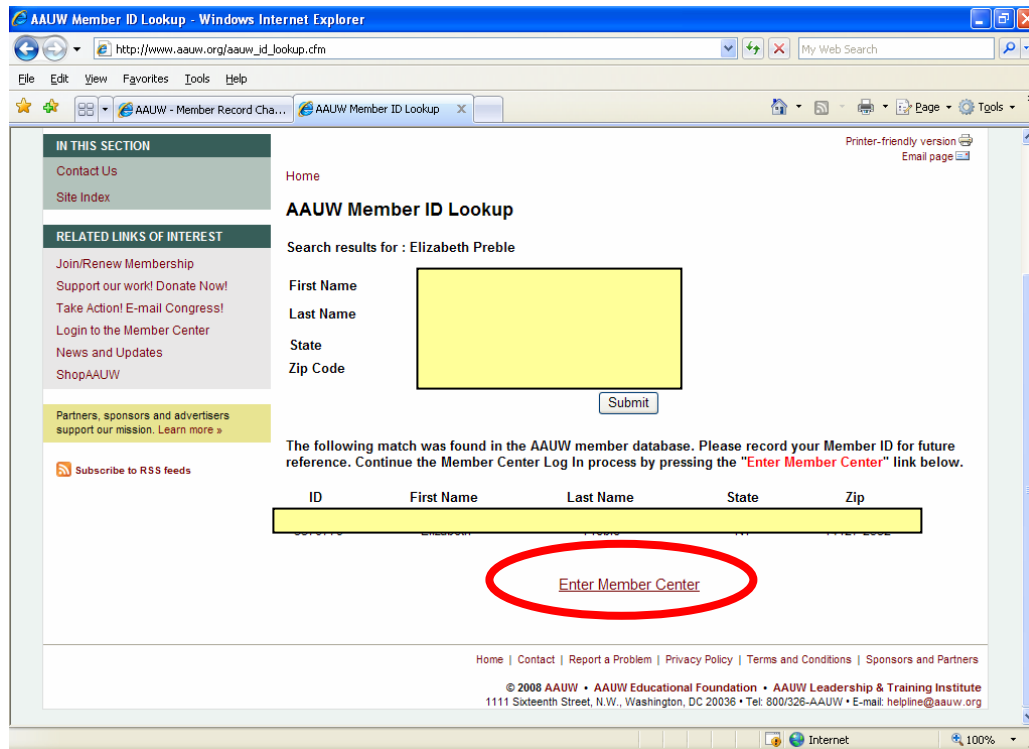 AAUW Member ID Lookup - Windows Internet Explorer
http://www.aauw.org/aauw_id_lookup.cfm
My Web Search
File Edit View Favorites Tools Help
AAUW - Member Record Cha...
AAUW Member ID Lookup
Page
Tools
IN THIS SECTION
Contact Us
Site Index
RELATED LINKS OF INTEREST
Join/Renew Membership
Support our work! Donate Now!
Take Action! E-mail Congress!
Login to the Member Center
News and Updates
ShopAAUW
Partners, sponsors and advertisers
support our mission. Learn more »
Subscribe to RSS feeds
Printer-friendly version
Email page
Home
AAUW Member ID Lookup
Search results for : Elizabeth Preble
First Name
Last Name
State
Zip Code
Submit
The following match was found in the AAUW member database. Please record your Member ID for future
reference. Continue the Member Center Log In process by pressing the "Enter Member Center" link below.
ID First Name Last Name State Zip
Enter Member Center
Home | Contact | Report a Problem | Privacy Policy | Terms and Conditions | Sponsors and Partners
© 2008 AAUW • AAUW Educational Foundation • AAUW Leadership & Training Institute
1111 Sixteenth Street, N.W., Washington, DC 20036 • Tel: 800/326-AAUW • E-mail: helpline@aauw.org
Internet
100%